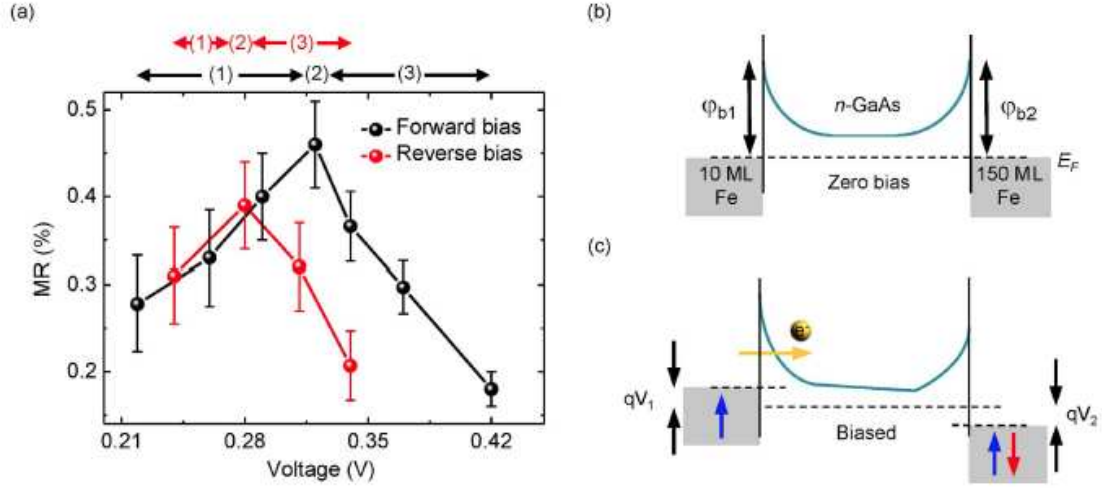 (a)
(1) (2) (3)
(1) (2) (3)
0.5
0.4
0.3
0.2
MR (%)
Forward bias
Reverse bias
0.21 0.28 0.35 0.42
Voltage (V)
(b)
φb1
n-GaAs
φb2
10 ML
Fe
Zero bias
150 ML
Fe
EF
(c)
e-
qV1
Biased
qV2